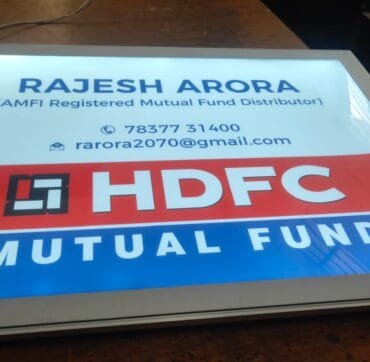 RAJESH ARORA
(AMFI Registered Mutual Fund Distributor)
78377 31400
rarora2070@gmail.com
HDFC
MUTUAL FUND